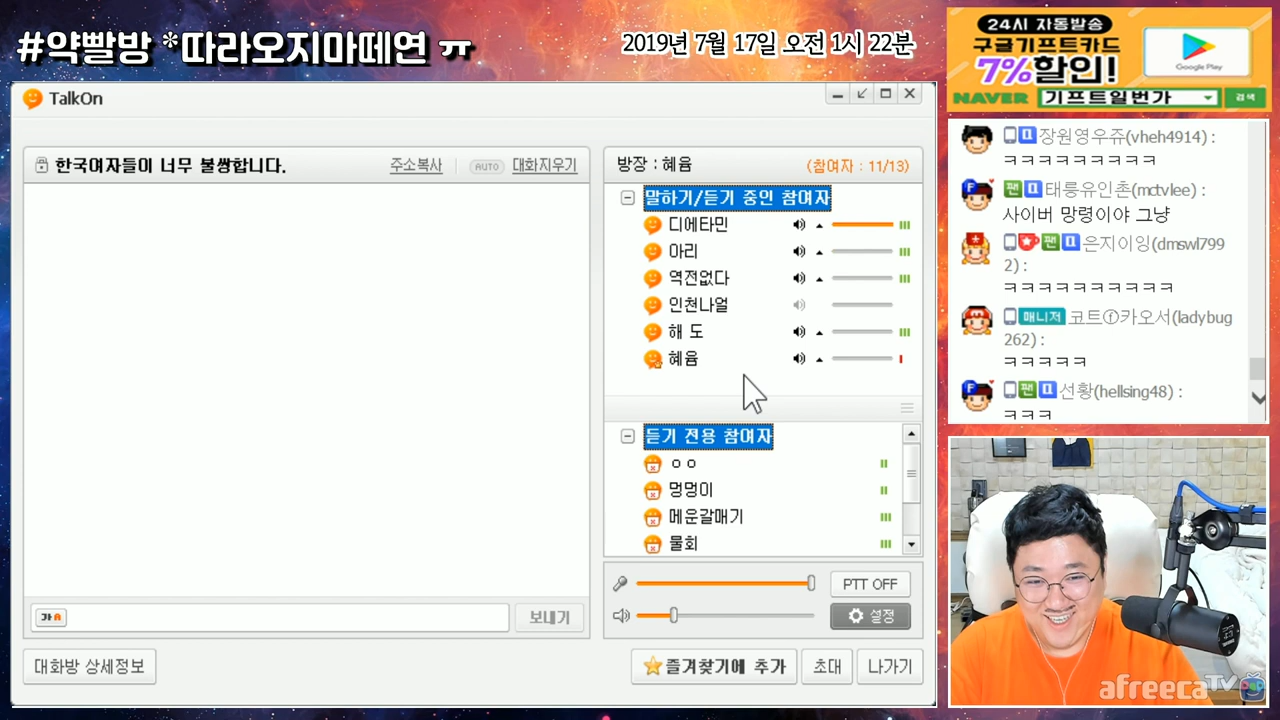 #약빨방 *따라오지마떼연 ㅠ
2019년 7월 17일 오전 1시 22분
24시 자동발송
구글기프트카드
7%할인!
Google Play
NAVER 기프트일번가 검색
TalkOn
한국여자들이 너무 불쌍합니다. 주소복사 AUTO 대화지우기
방장 : 혜윰 (참여자 : 11/13)
말하기/듣기 중인 참여자
디에타민
아리
역전없다
인천나얼
해 도
혜윰
듣기 전용 참여자
ㅇㅇ
멍멍이
메운갈매기
물회
PTT OFF
설정
가 보내기
대화방 상세정보 즐겨찾기에 추가 초대 나가기
장원영우쥬(vheh4914) :
ㅋㅋㅋㅋㅋㅋㅋㅋㅋ
팬 태룽유인촌(mctvlee) :
사이버 망령이야 그냥
팬 은지이잉(dmswl799
2) :
ㅋㅋㅋㅋㅋㅋㅋㅋㅋㅋ
매니저 코트ⓕ카오서(ladybug
262) :
ㅋㅋㅋㅋㅋ
팬 선황(hellsing48) :
ㅋㅋㅋ
afreecaTV